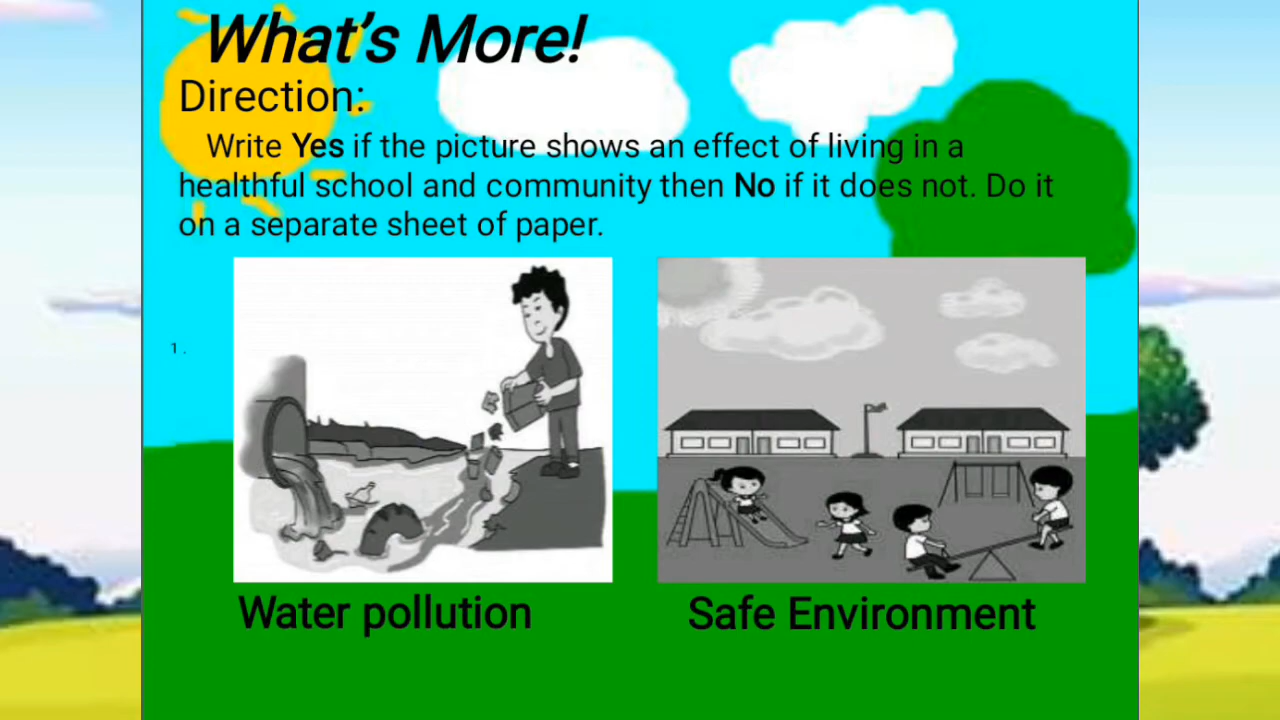 What's More!
Direction:
Write Yes if the picture shows an effect of living in a
healthful school and community then No if it does not. Do it
on a separate sheet of paper.
1.
Water pollution
Safe Environment